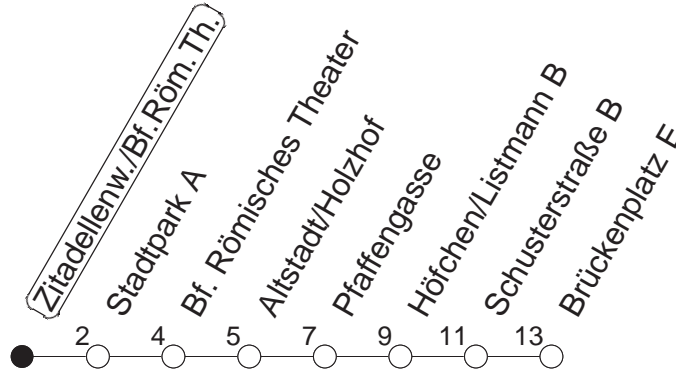 Zitadellenw./Bf.Röm. Th.
Stadtpark A
Bf. Römisches Theater
Altstadt/Holzhof
Pfaffengasse
Höfchen/Listmann B
Schusterstraße B
Brückenplatz
2 4 5 7 9 11 13